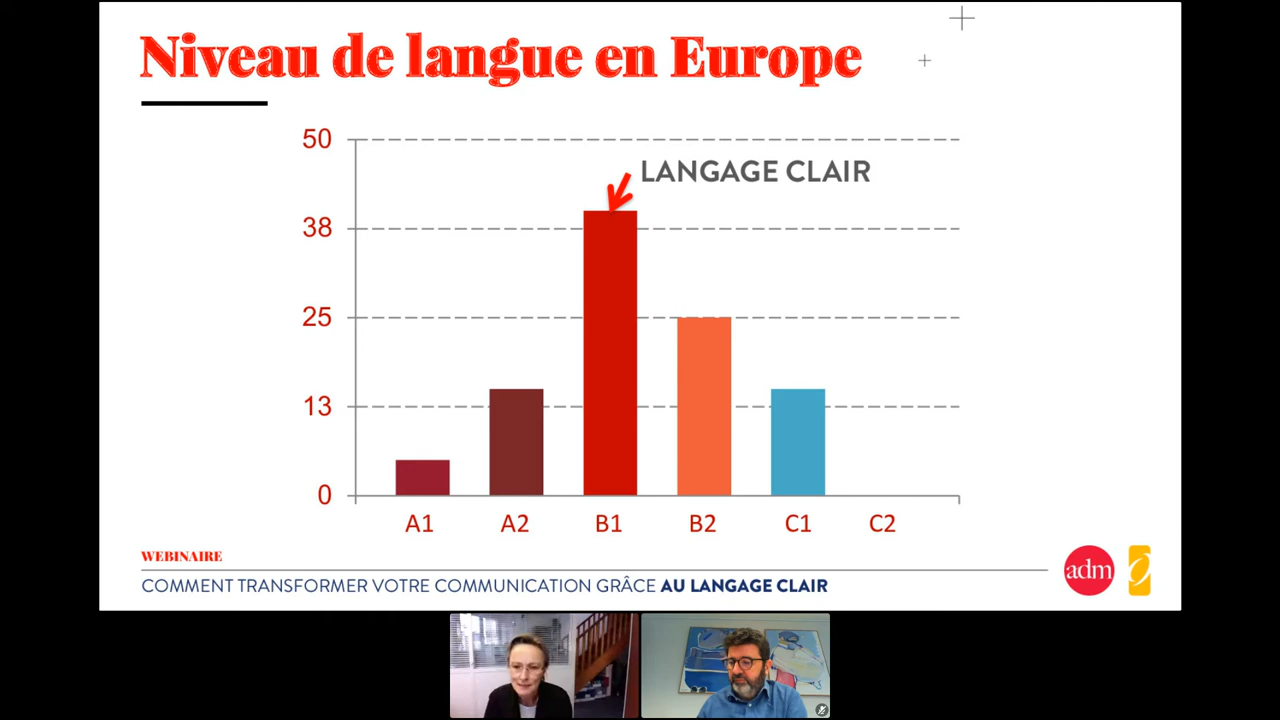 Niveau de langue en Europe
50
LANGAGE CLAIR
38
25
13
0
A1 A2 B1 B2 C1 C2
WEBINAIRE
COMMENT TRANSFORMER VOTRE COMMUNICATION GRÂCE AU LANGAGE CLAIR
adm